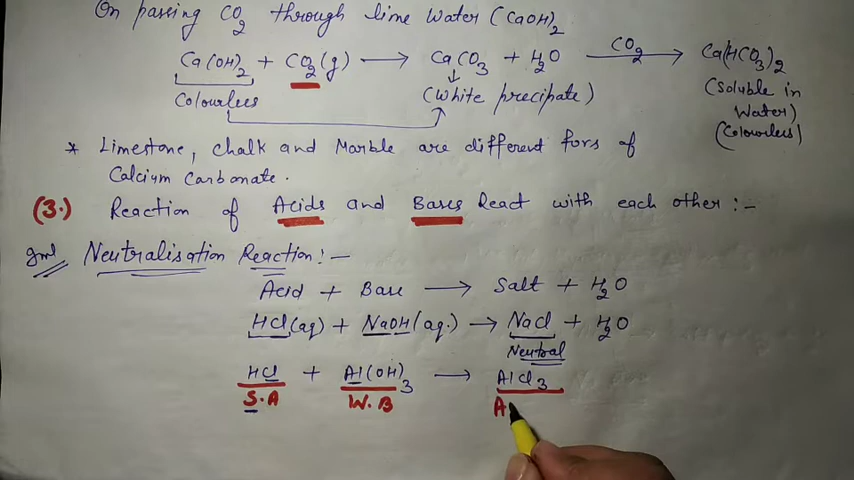 On passing CO2 through lime water (CaOH)2
Ca(OH)2 + CO2(g) → CaCO3 + H2O CO2 → Ca(HCO3)2
Colourless (White precipate) (Soluble in
Water)
(Colourless)
* Limestone, chalk and Marble are different fors of
Calcium Carbonate.
(3.) Reaction of Acids and Bases React with each other :-
Neutralisation Reaction :-
Acid + Base → Salt + H2O
HCl(aq) + NaOH(aq.) → NaCl + H2O
Neutral
HCl + Al(OH)3 → AlCl3
S.A W.B A